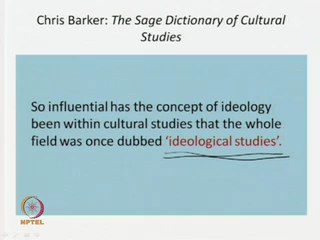 Chris Barker: The Sage Dictionary of Cultural
Studies
So influential has the concept of ideology
been within cultural studies that the whole
field was once dubbed ‘ideological studies’.
NPTEL